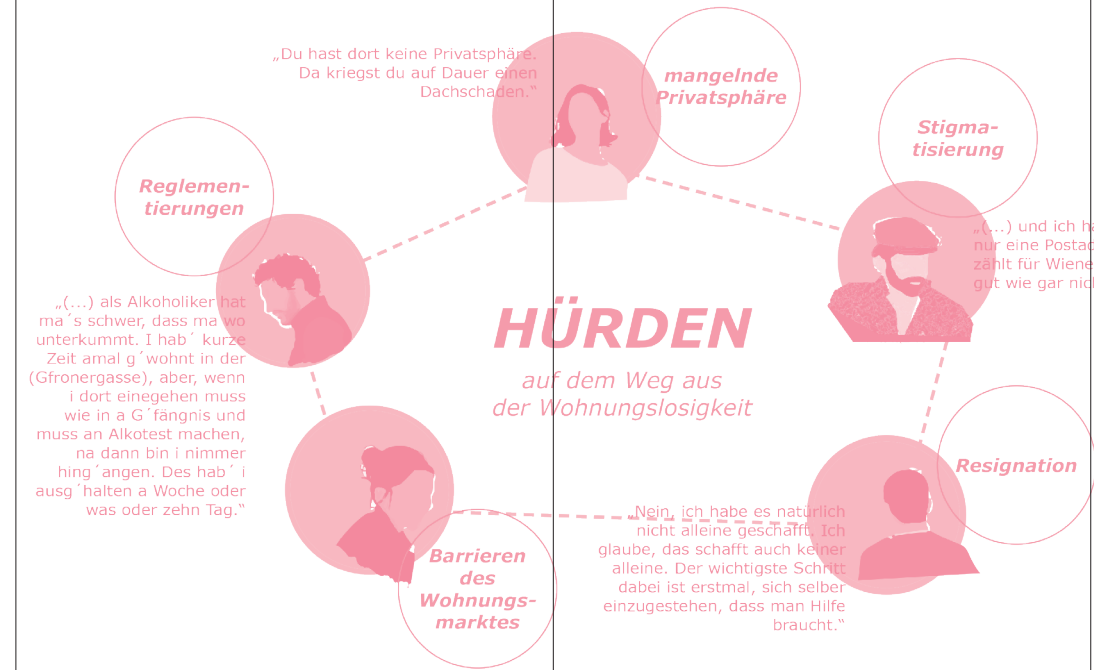 „Du hast dort keine Privatsphäre.
Da kriegst du auf Dauer einen
Dachschaden."
mangelnde
Privatsphäre
Stigma-
tisierung
„(...) und ich
nur eine
zählt für
gut wie gar
Reglemen-
tierungen
„(...) als Alkoholiker hat
ma´s schwer, dass ma wo
unterkummt. I hab´ kurze
Zeit amal g´wohnt in der
(Gfronergasse), aber, wenn
i dort einegehen muss
wie in a G´fängnis und
muss an Alkotest machen,
na dann bin i nimmer
hing´angen. Des hab´ i
ausg´halten a Woche oder
was oder zehn Tag.“
HÜRDEN
auf dem Weg aus
der Wohnungslosigkeit
Resignation
„Nein, ich habe es natürlich
nicht alleine geschafft. Ich
glaube, das schafft auch keiner
alleine. Der wichtigste Schritt
dabei ist erstmal, sich selber
einzugestehen, dass man Hilfe
braucht.“
Barrieren
des
Wohnungs-
marktes